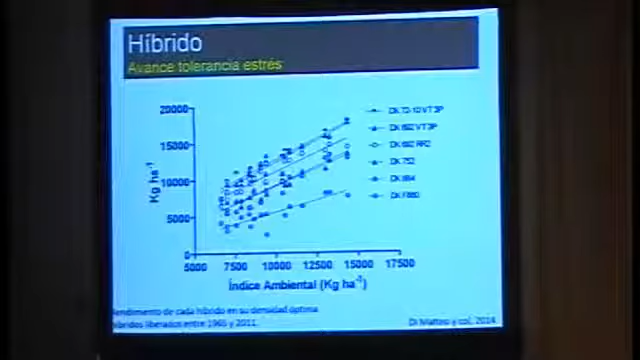 Híbrido
Avance tolerancia estrés
20000
15000
10000
5000
0
Kg ha⁻¹
5000 7500 10000 12500 15000 17500
Índice Ambiental (Kg ha⁻¹)
DK 72-10 VT3P
DK 692 VT3P
DK 682 RR2
DK 752
DK 664
DK F880
Rendimiento de cada híbrido en su densidad óptima
Híbridos liberados entre 1965 y 2011.
Di Matteo y col, 2014